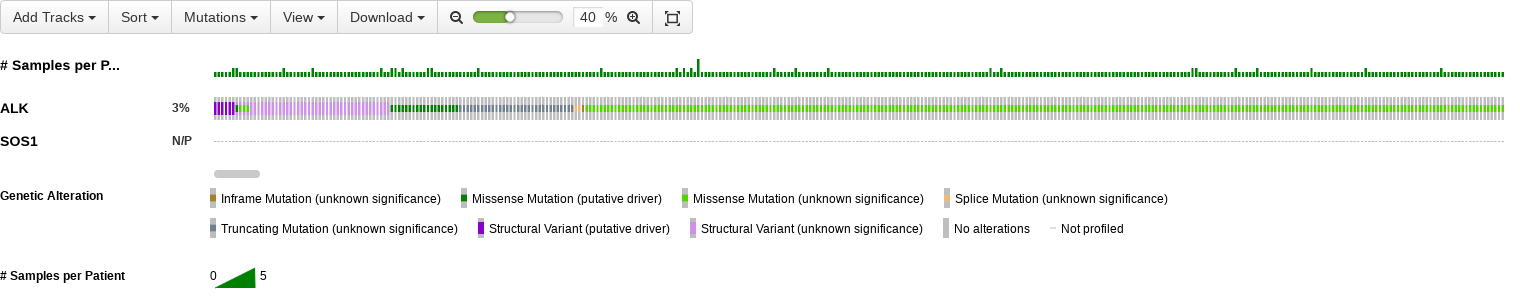 Add Tracks Sort Mutations View Download 40 %
# Samples per P...
ALK 3%
SOS1 N/P
Genetic Alteration Inframe Mutation (unknown significance) Missense Mutation (putative driver) Missense Mutation (unknown significance) Splice Mutation (unknown significance)
Truncating Mutation (unknown significance) Structural Variant (putative driver) Structural Variant (unknown significance) No alterations Not profiled
# Samples per Patient 0 5